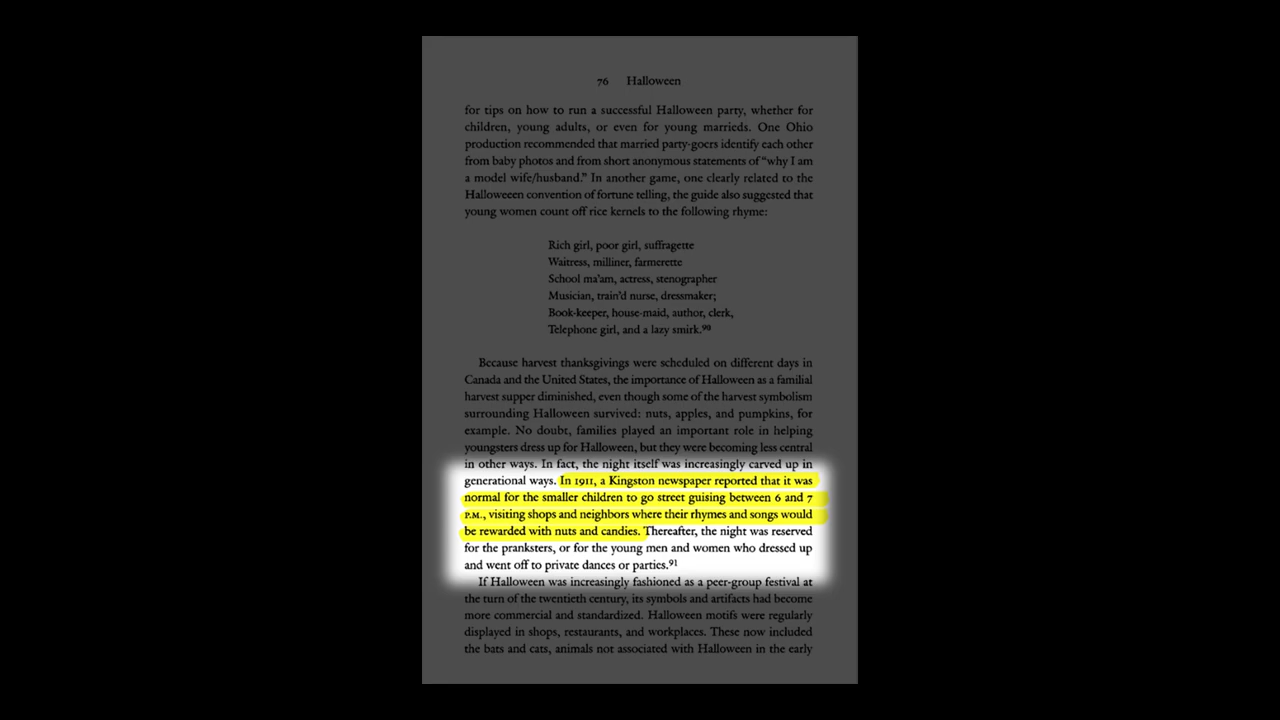 76 Halloween
for tips on how to run a successful Halloween party, whether for
children, young adults, or even for young marrieds. One Ohio
production recommended that married party-goers identify each other
from baby photos and from short anonymous statements of “why I am
a model wife/husband.” In another game, one clearly related to the
Halloweeen convention of fortune telling, the guide also suggested that
young women count off rice kernels to the following rhyme:
Rich girl, poor girl, suffragette
Waitress, milliner, farmerette
School ma’am, actress, stenographer
Musician, train’d nurse, dressmaker;
Book-keeper, house-maid, author, clerk,
Telephone girl, and a lazy smirk.90
Because harvest thanksgivings were scheduled on different days in
Canada and the United States, the importance of Halloween as a familial
harvest supper diminished, even though some of the harvest symbolism
surrounding Halloween survived: nuts, apples, and pumpkins, for
example. No doubt, families played an important role in helping
youngsters dress up for Halloween, but they were becoming less central
in other ways. In fact, the night itself was increasingly carved up in
generational ways. In 1911, a Kingston newspaper reported that it was
normal for the smaller children to go street guising between 6 and 7
P.M., visiting shops and neighbors where their rhymes and songs would
be rewarded with nuts and candies. Thereafter, the night was reserved
for the pranksters, or for the young men and women who dressed up
and went off to private dances or parties.91
If Halloween was increasingly fashioned as a peer-group festival at
the turn of the twentieth century, its symbols and artifacts had become
more commercial and standardized. Halloween motifs were regularly
displayed in shops, restaurants, and workplaces. These now included
the bats and cats, animals not associated with Halloween in the early